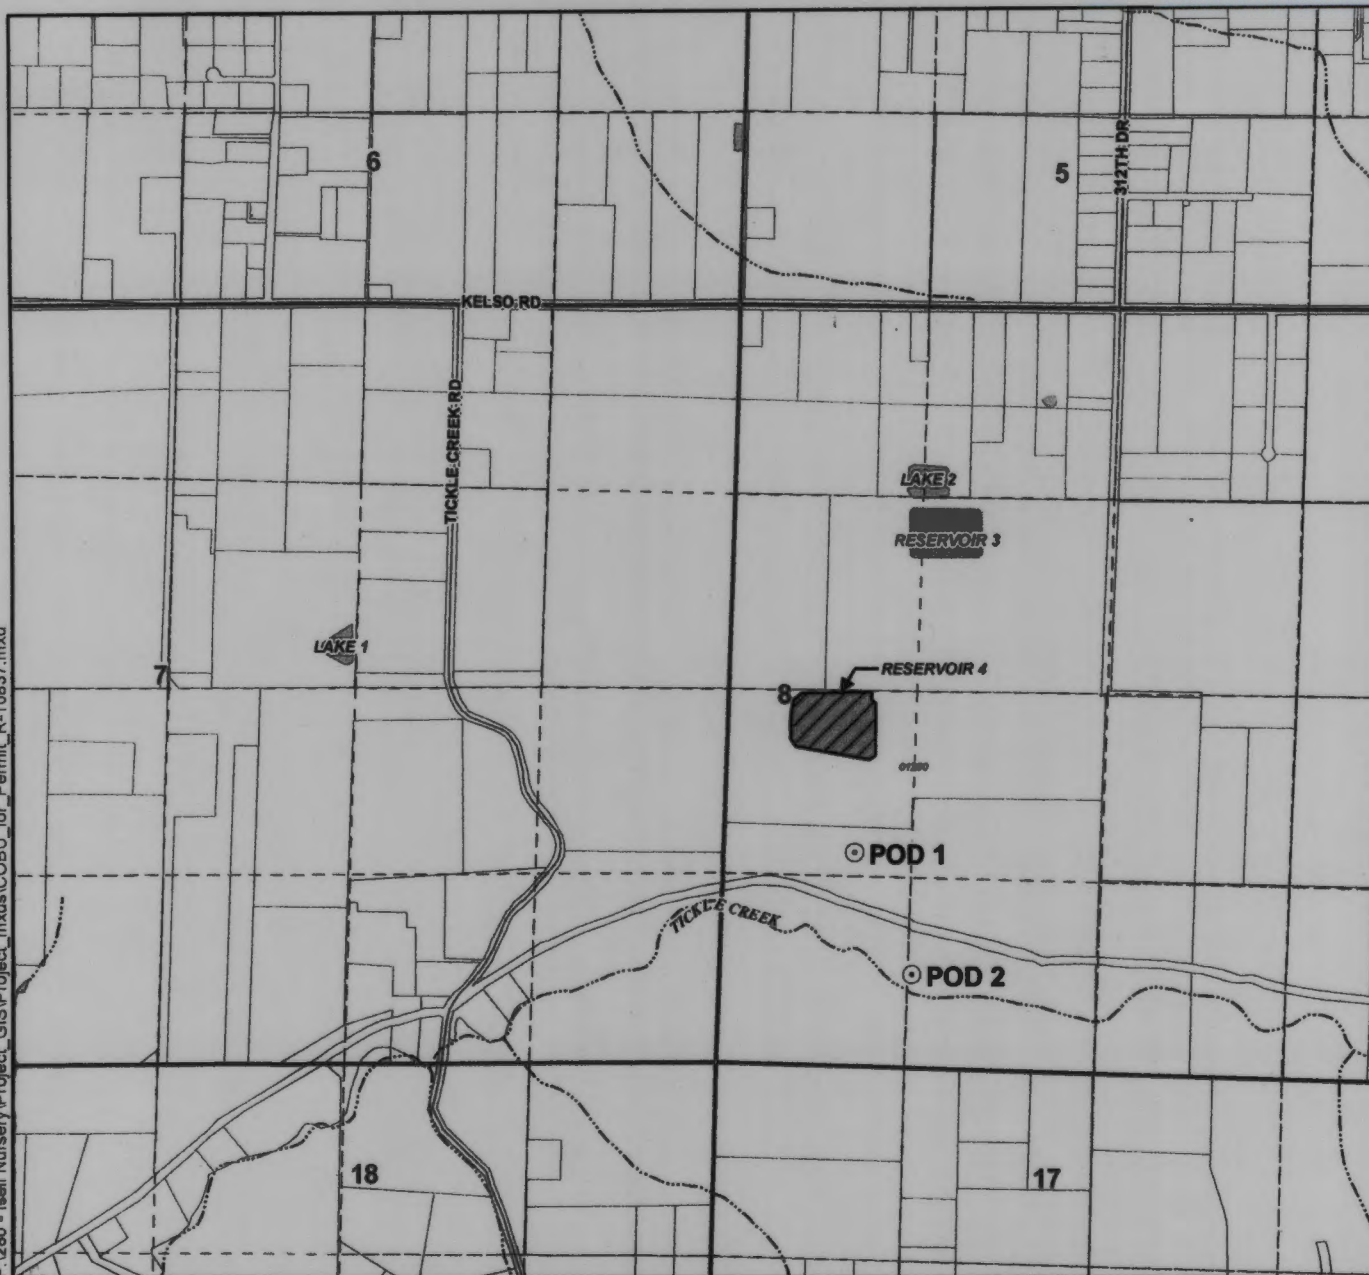 6
5
312TH DR
KELSO RD
TICKLE CREEK RD
LAKE 2
RESERVOIR 3
LAKE 1
7
RESERVOIR 4
8
01200
POD 1
TICKLE CREEK
POD 2
18
17